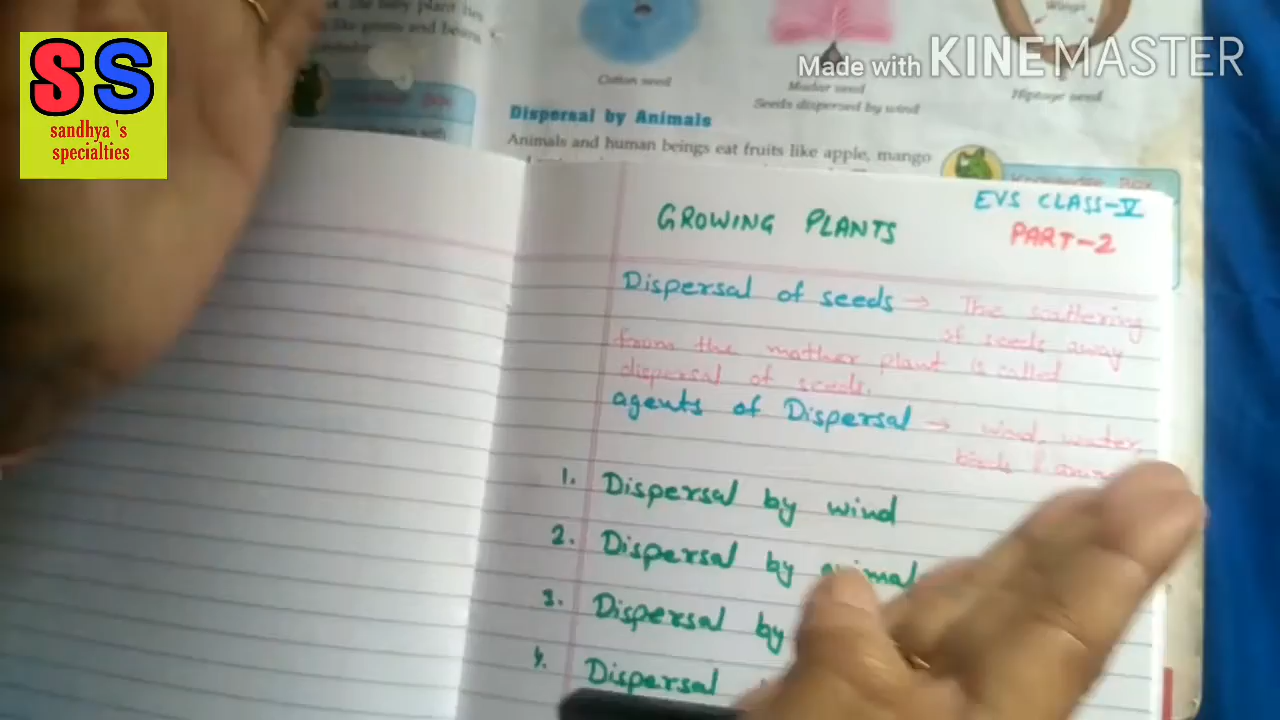 SS
sandhya 's
specialties
Made with KINEMASTER
Wings
Cotton seed
Madar seed
Hiptage seed
Seeds dispersed by wind
Dispersal by Animals
Animals and human beings eat fruits like apple, mango
EVS CLASS-V
GROWING PLANTS
PART-2
Dispersal of seeds → The scattering
of seeds away
from the mother plant is called
dispersal of seeds.
agents of Dispersal → wind, water,
birds &
1. Dispersal by wind
2. Dispersal by animal
3. Dispersal by
4. Dispersal